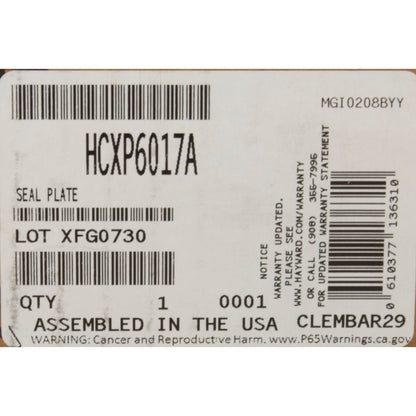 MGI0208BYY
HCXP6017A
SEAL PLATE
LOT XFG0730
QTY 1 0001
NOTICE
WARRANTY UPDATED.
PLEASE SEE
WWW.HAYWARD.COM/WARRANTY
OR CALL (908) 366-7996
FOR UPDATED WARRANTY STATEMENT
0 610377 136310
ASSEMBLED IN THE USA CLEMBAR29
WARNING: Cancer and Reproductive Harm. www.P65Warnings.ca.gov